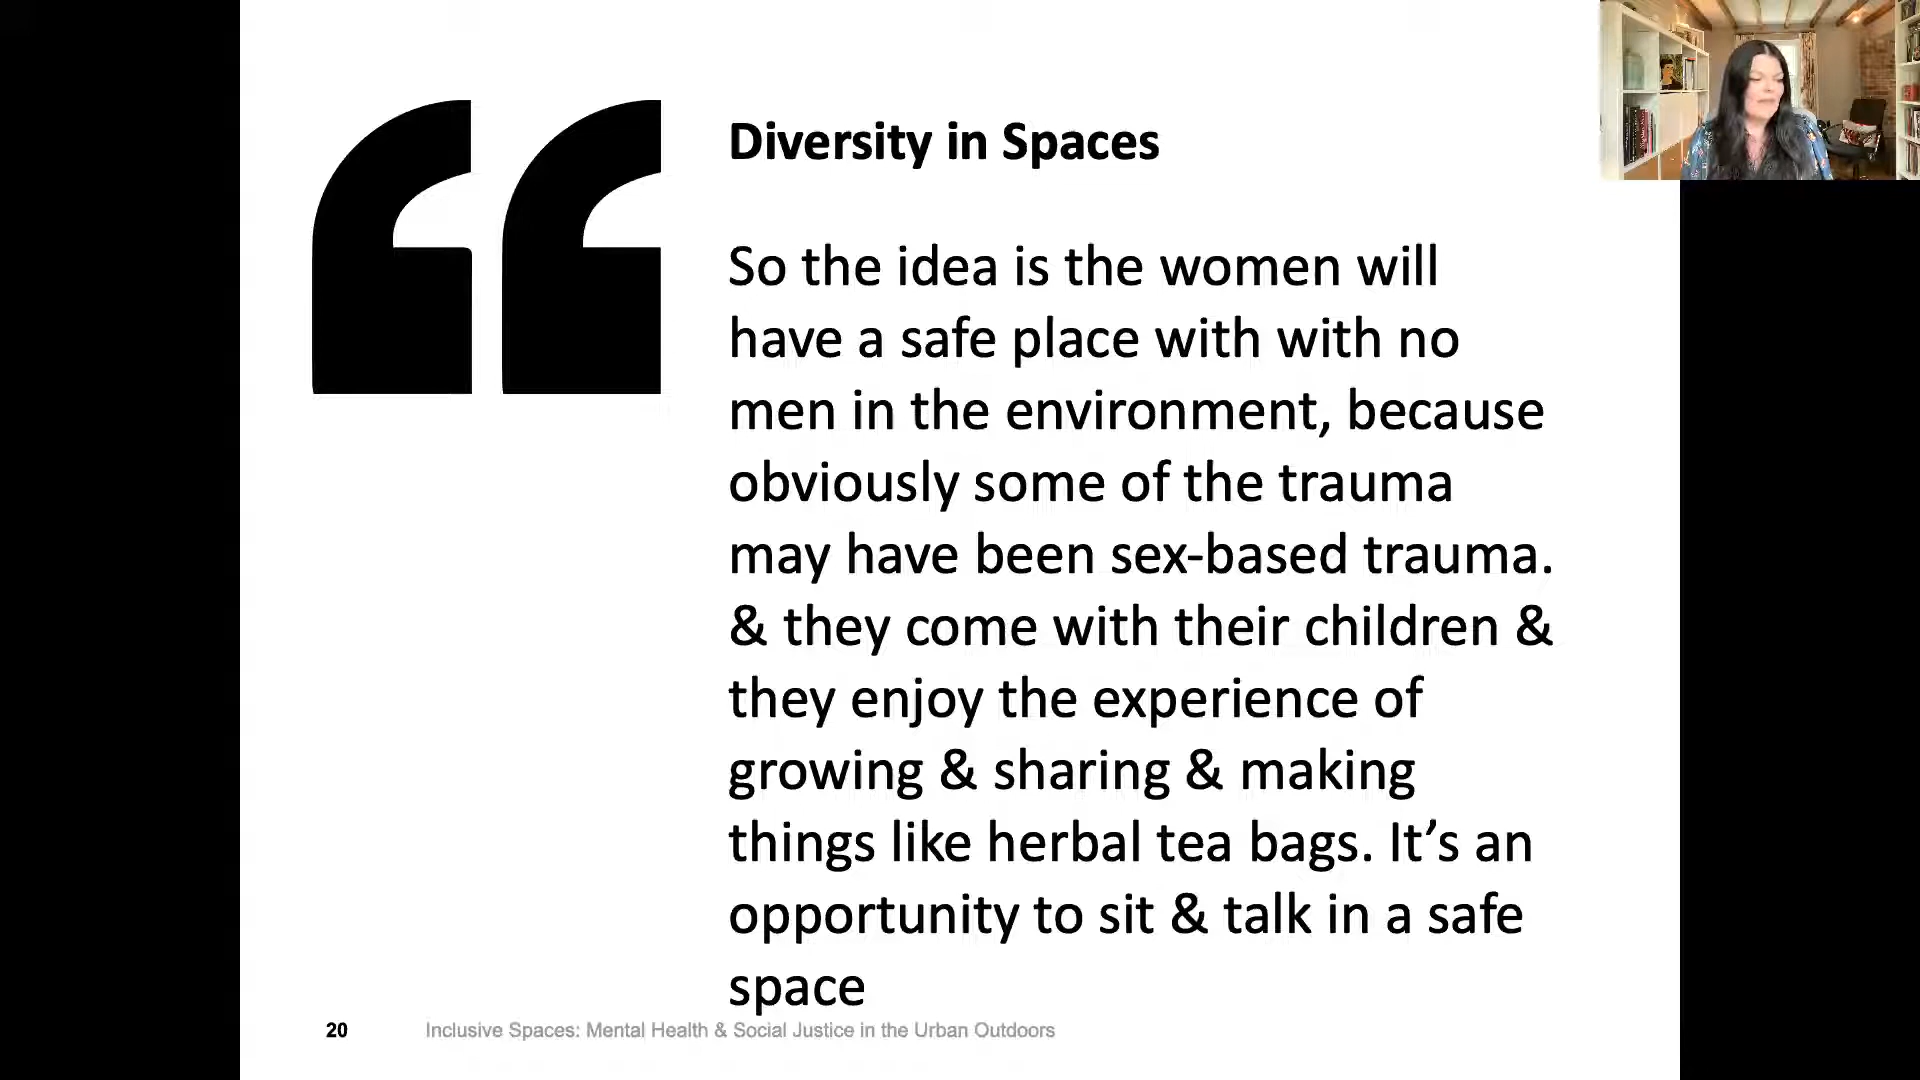 Diversity in Spaces
So the idea is the women will
have a safe place with with no
men in the environment, because
obviously some of the trauma
may have been sex-based trauma.
& they come with their children &
they enjoy the experience of
growing & sharing & making
things like herbal tea bags. It’s an
opportunity to sit & talk in a safe
space
20
Inclusive Spaces: Mental Health & Social Justice in the Urban Outdoors